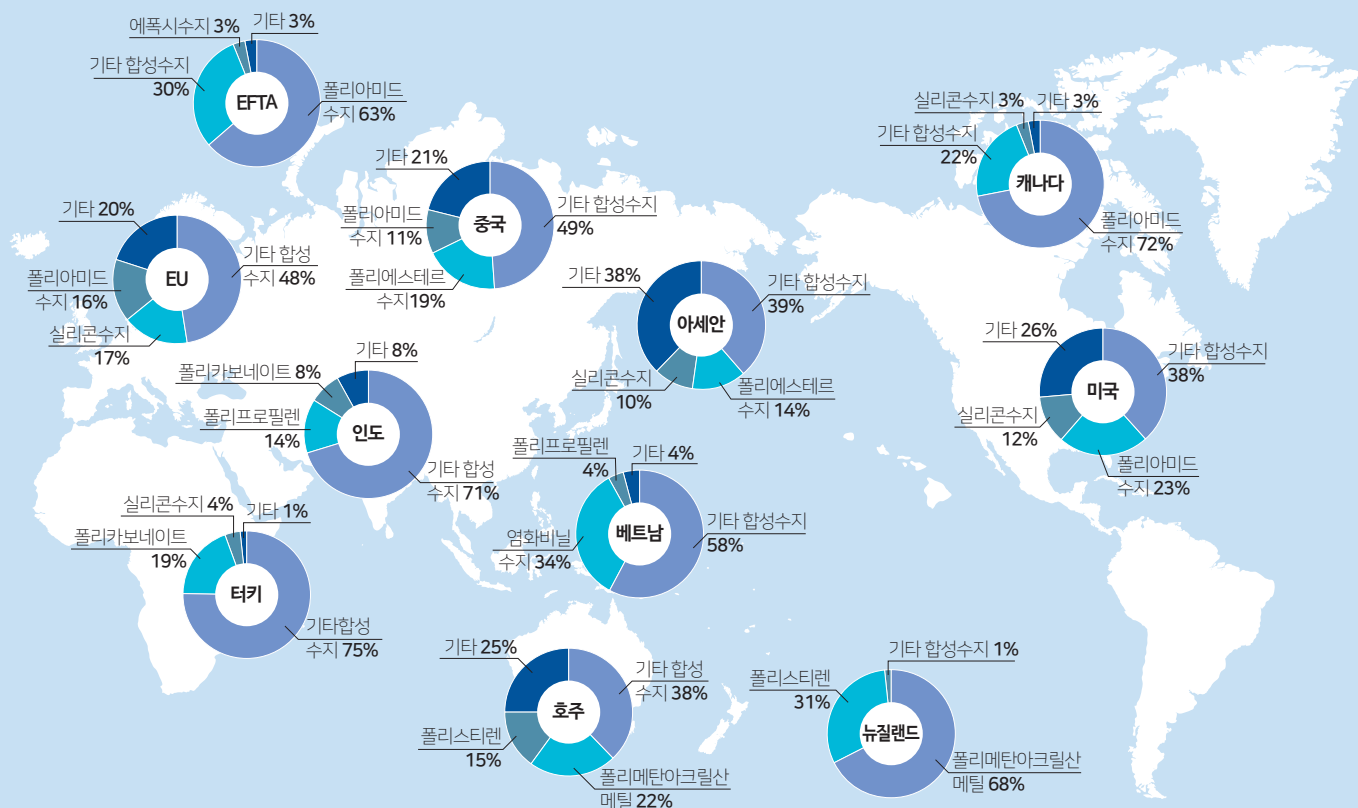 에폭시수지 3%
기타 3%
기타 합성수지
30%
EFTA
폴리아미드
수지 63%
기타 21%
폴리아미드
수지 11%
중국
기타 합성수지
49%
폴리에스테르
수지19%
실리콘수지 3%
기타 3%
기타 합성수지
22%
캐나다
폴리아미드
수지 72%
기타 20%
폴리아미드
수지 16%
EU
기타 합성
수지 48%
실리콘수지
17%
기타 38%
아세안
기타 합성수지
39%
실리콘수지
10%
폴리에스테르
수지 14%
기타 26%
미국
기타 합성수지
38%
실리콘수지
12%
폴리아미드
수지 23%
폴리카보네이트 8%
기타 8%
폴리프로필렌
14%
인도
기타 합성
수지 71%
폴리프로필렌
4%
기타 4%
베트남
염화비닐
수지 34%
기타 합성수지
58%
실리콘수지 4%
기타 1%
폴리카보네이트
19%
터키
기타합성
수지 75%
기타 25%
호주
기타 합성
수지 38%
폴리스티렌
15%
폴리메탄아크릴산
메틸 22%
기타 합성수지 1%
폴리스티렌
31%
뉴질랜드
폴리메탄아크릴산
메틸 68%